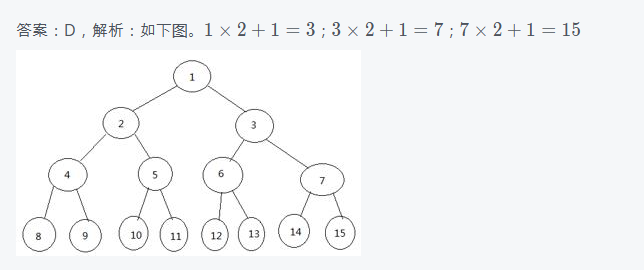 答案：D，解析：如下图。1 × 2 + 1 = 3 ; 3 × 2 + 1 = 7 ; 7 × 2 + 1 = 15
1
2 3
4 5 6 7
8 9 10 11 12 13 14 15